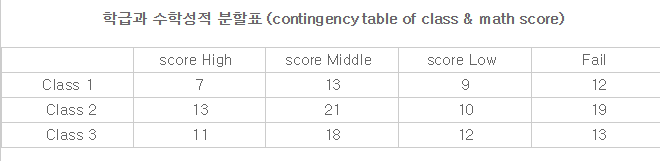 학급과 수학성적 분할표 (contingency table of class & math score)
score High score Middle score Low Fail
Class 1 7 13 9 12
Class 2 13 21 10 19
Class 3 11 18 12 13